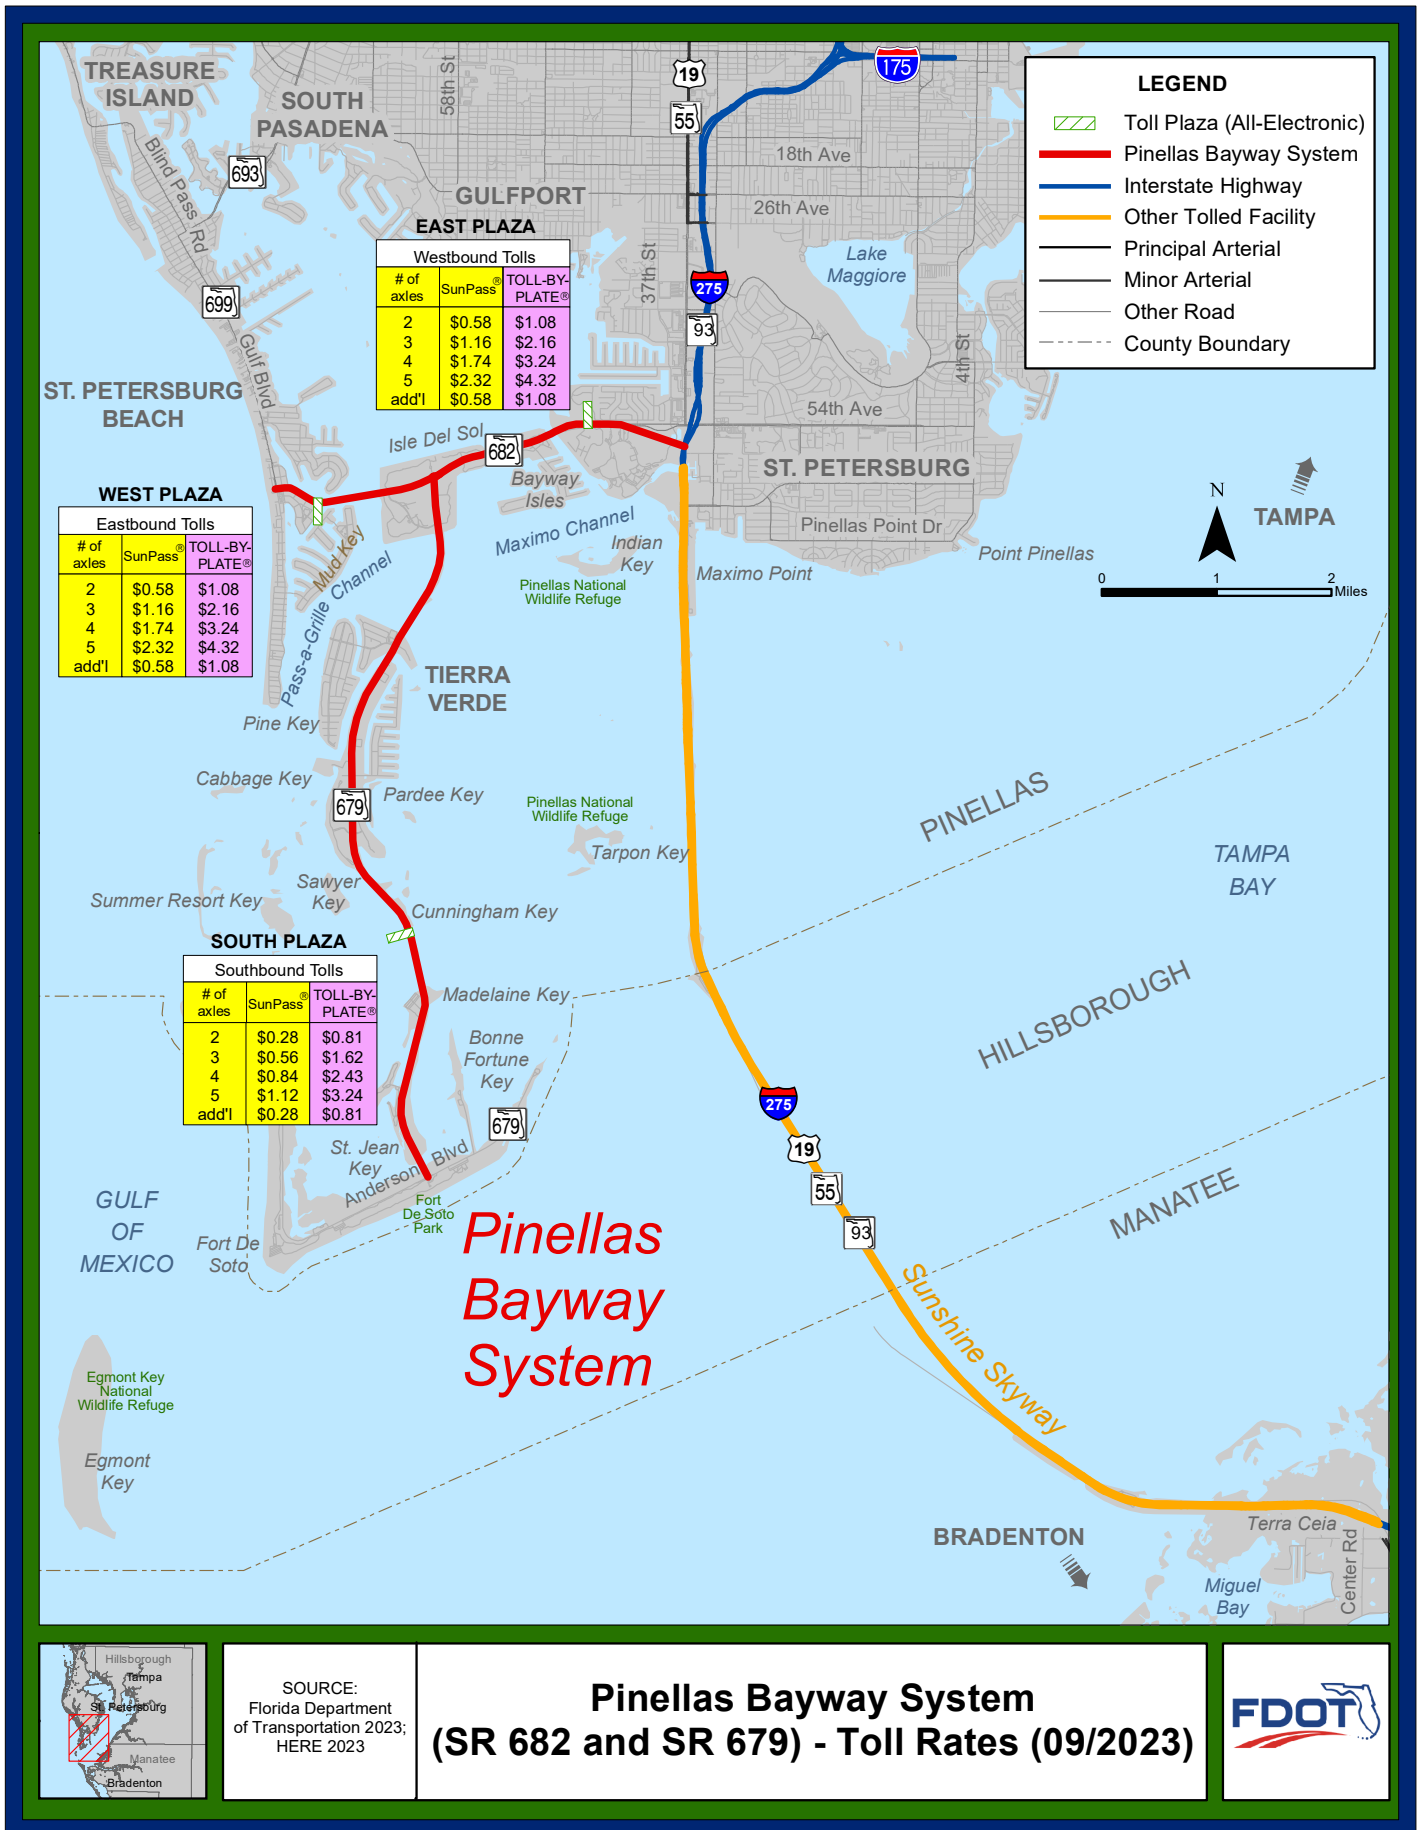 TREASURE
ISLAND
SOUTH
PASADENA
58th St
19
55
175
693
Blind Pass Rd
GULFPORT
18th Ave
26th Ave
37th St
Lake
Maggiore
275
93
4th St
699
Gulf Blvd
ST. PETERSBURG
BEACH
54th Ave
Isle Del Sol
682
Bayway
Isles
ST. PETERSBURG
Pinellas Point Dr
Maximo Channel
Indian
Key
Maximo Point
Point Pinellas
Pinellas National
Wildlife Refuge
Mud Key
Pass-a-Grille Channel
TIERRA
VERDE
Pine Key
Cabbage Key
679
Pardee Key
Pinellas National
Wildlife Refuge
Tarpon Key
Summer Resort Key
Sawyer
Key
Cunningham Key
Madelaine Key
Bonne
Fortune
Key
679
St. Jean
Key
Anderson Blvd
Fort
De Soto
Park
Fort De
Soto
GULF
OF
MEXICO
Egmont Key
National
Wildlife Refuge
Egmont
Key
PINELLAS
TAMPA
BAY
HILLSBOROUGH
MANATEE
275
19
55
93
Sunshine Skyway
BRADENTON
Terra Ceia
Center Rd
Miguel
Bay
TAMPA
N
0 1 2
Miles
LEGEND
Toll Plaza (All-Electronic)
Pinellas Bayway System
Interstate Highway
Other Tolled Facility
Principal Arterial
Minor Arterial
Other Road
County Boundary
EAST PLAZA
Westbound Tolls
# of axles SunPass® TOLL-BY-PLATE®
2 $0.58 $1.08
3 $1.16 $2.16
4 $1.74 $3.24
5 $2.32 $4.32
add'l $0.58 $1.08
WEST PLAZA
Eastbound Tolls
# of axles SunPass® TOLL-BY-PLATE®
2 $0.58 $1.08
3 $1.16 $2.16
4 $1.74 $3.24
5 $2.32 $4.32
add'l $0.58 $1.08
SOUTH PLAZA
Southbound Tolls
# of axles SunPass® TOLL-BY-PLATE®
2 $0.28 $0.81
3 $0.56 $1.62
4 $0.84 $2.43
5 $1.12 $3.24
add'l $0.28 $0.81
Pinellas
Bayway
System
Hillsborough
Tampa
St. Petersburg
Manatee
Bradenton
SOURCE:
Florida Department
of Transportation 2023;
HERE 2023
Pinellas Bayway System
(SR 682 and SR 679) - Toll Rates (09/2023)
FDOT